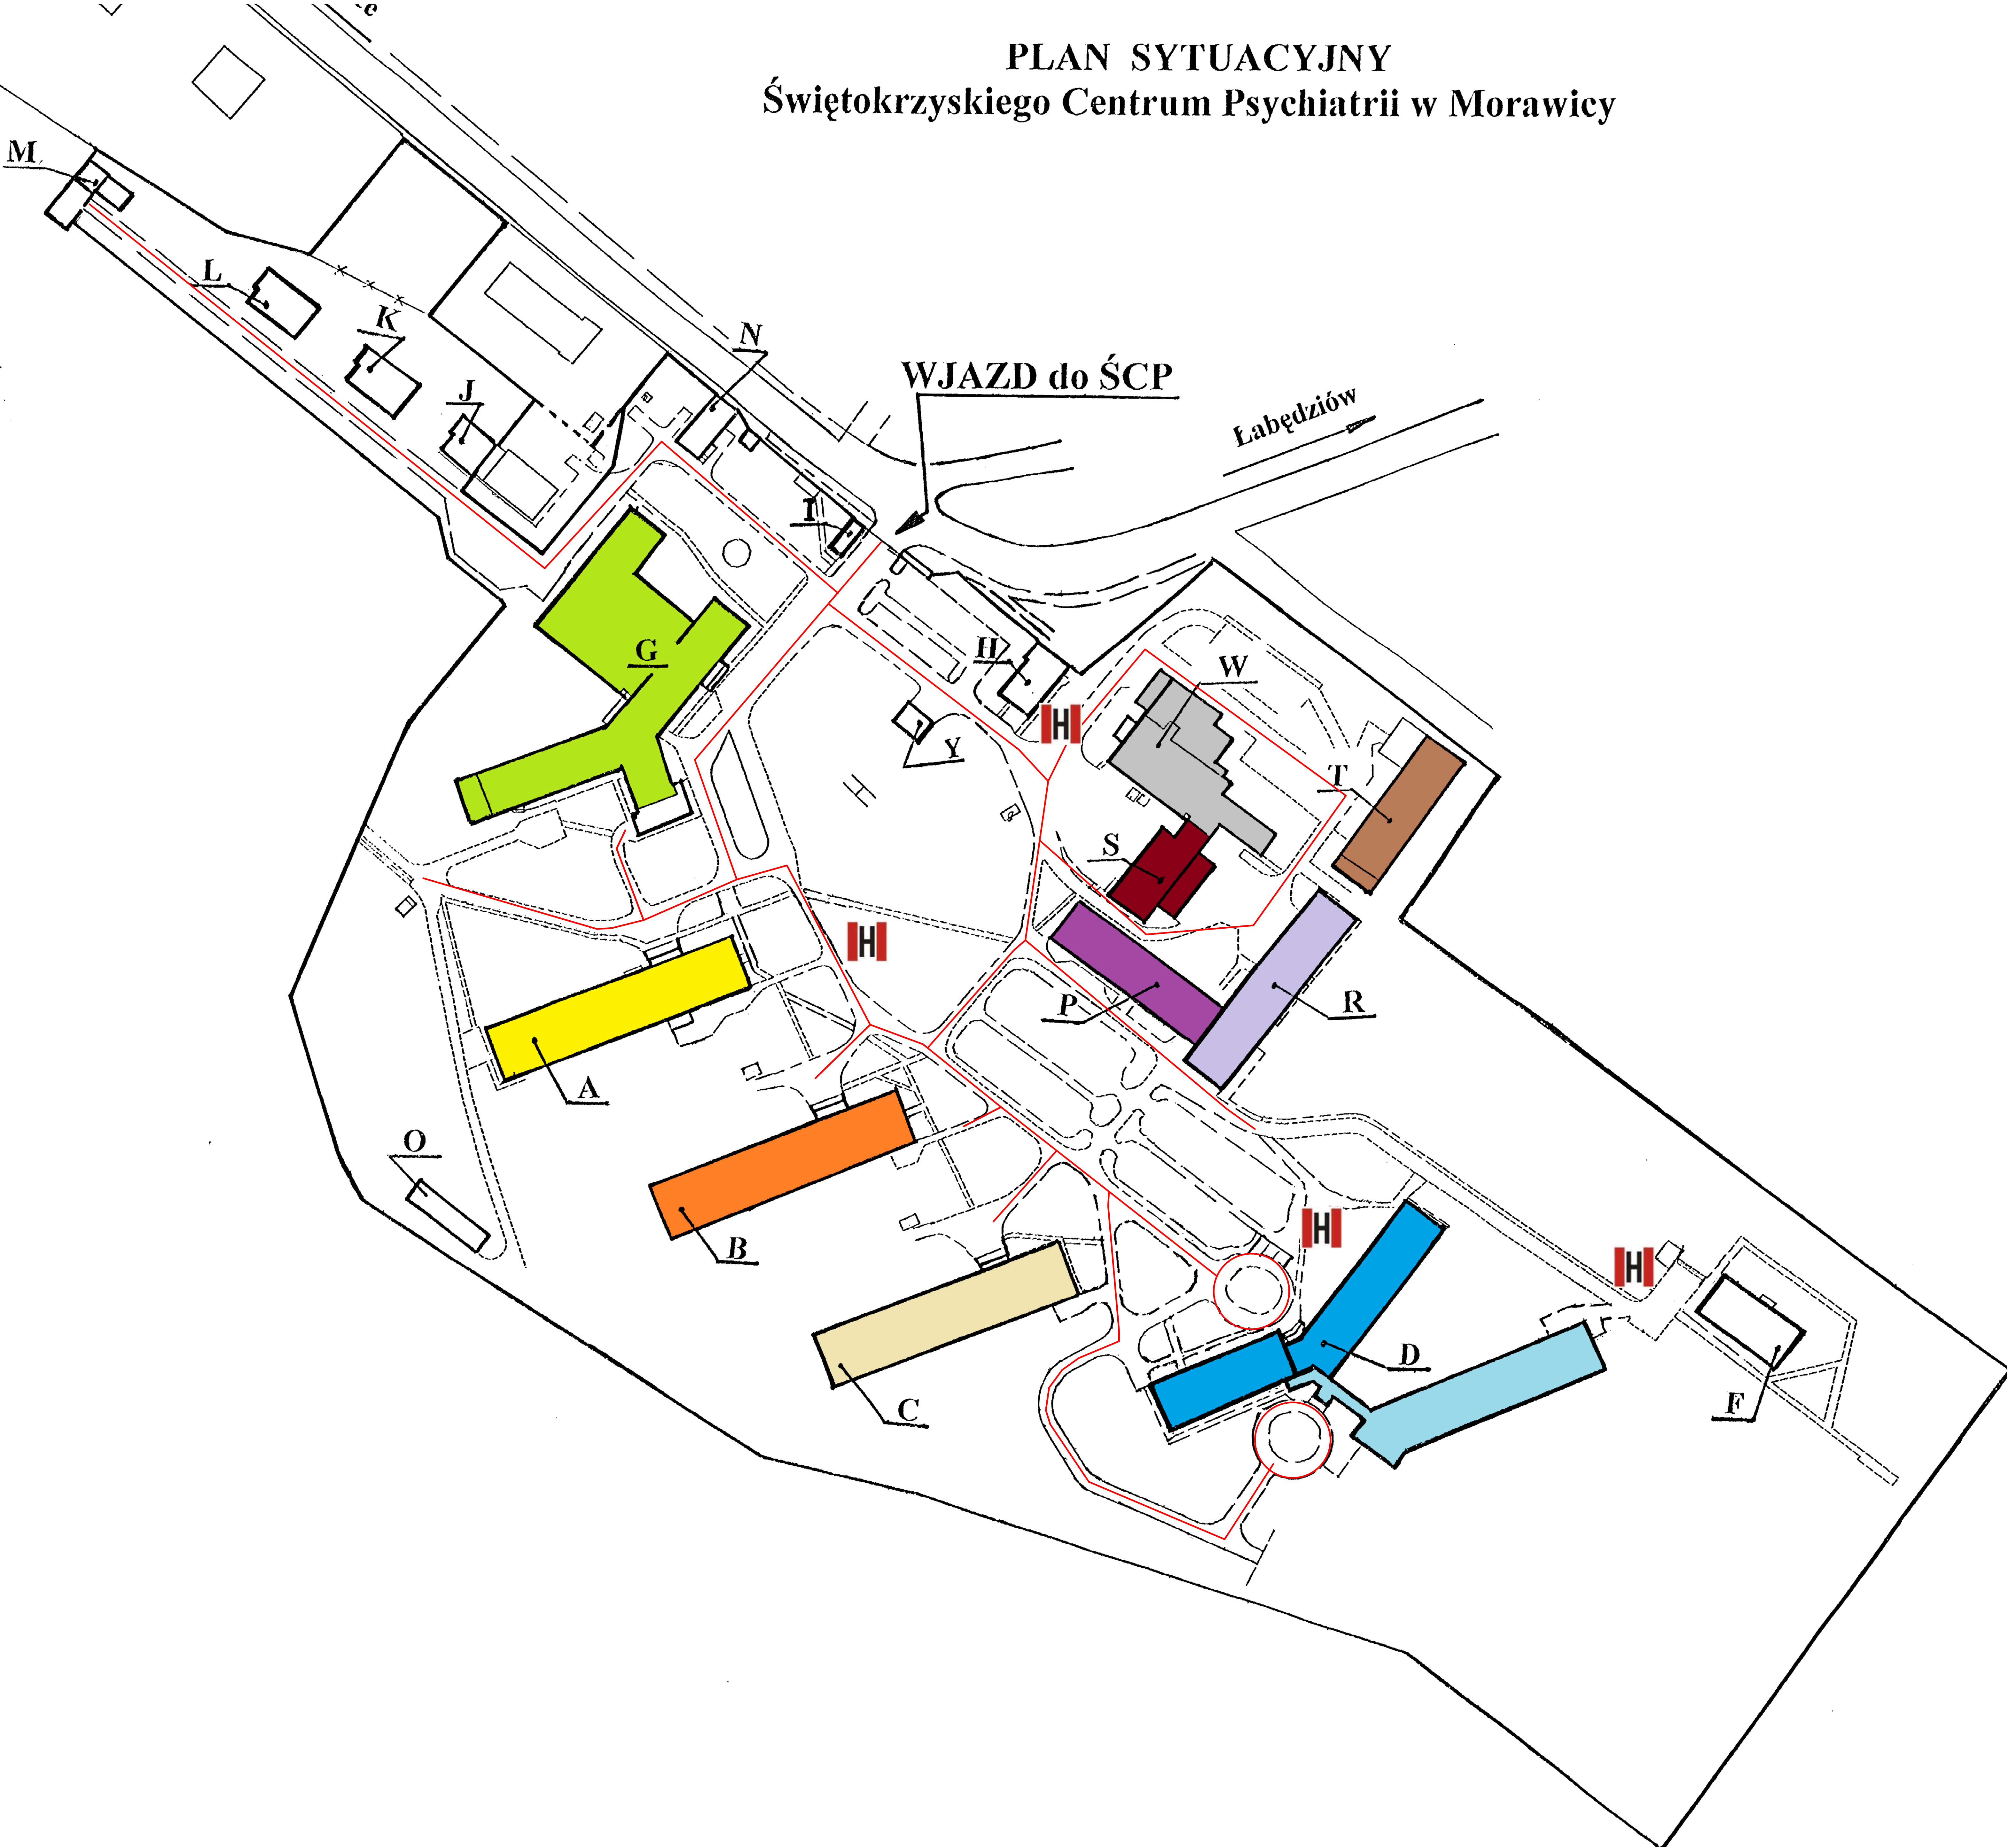 PLAN SYTUACYJNY
Świętokrzyskiego Centrum Psychiatrii w Morawicy
M
L
K
N
J
WJAZD do ŚCP
Łabędziów
I
G
H
W
H
Y
T
S
H
P
R
A
O
B
H
H
D
C
F